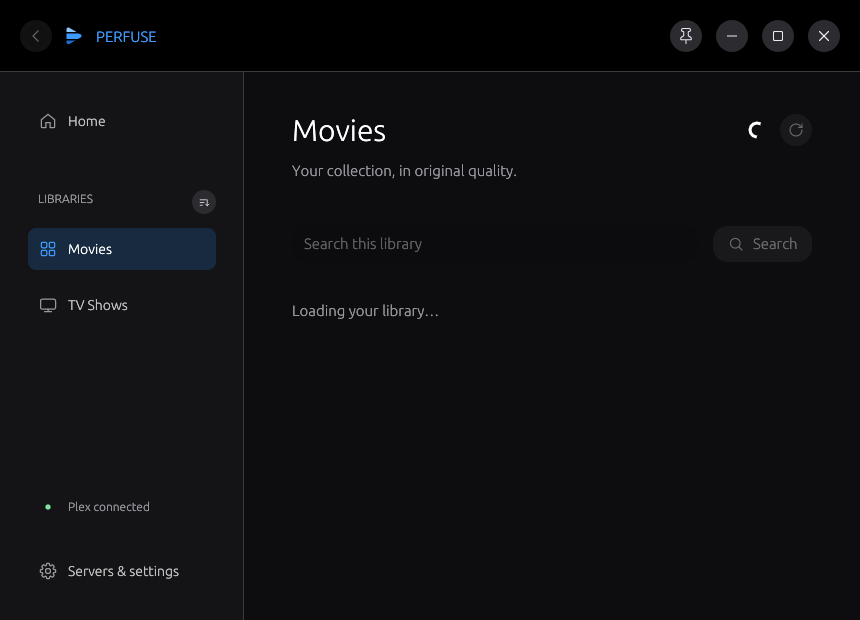 PERFUSE
Home
LIBRARIES
Movies
TV Shows
Plex connected
Servers & settings
Movies
Your collection, in original quality.
Search this library
Search
Loading your library…